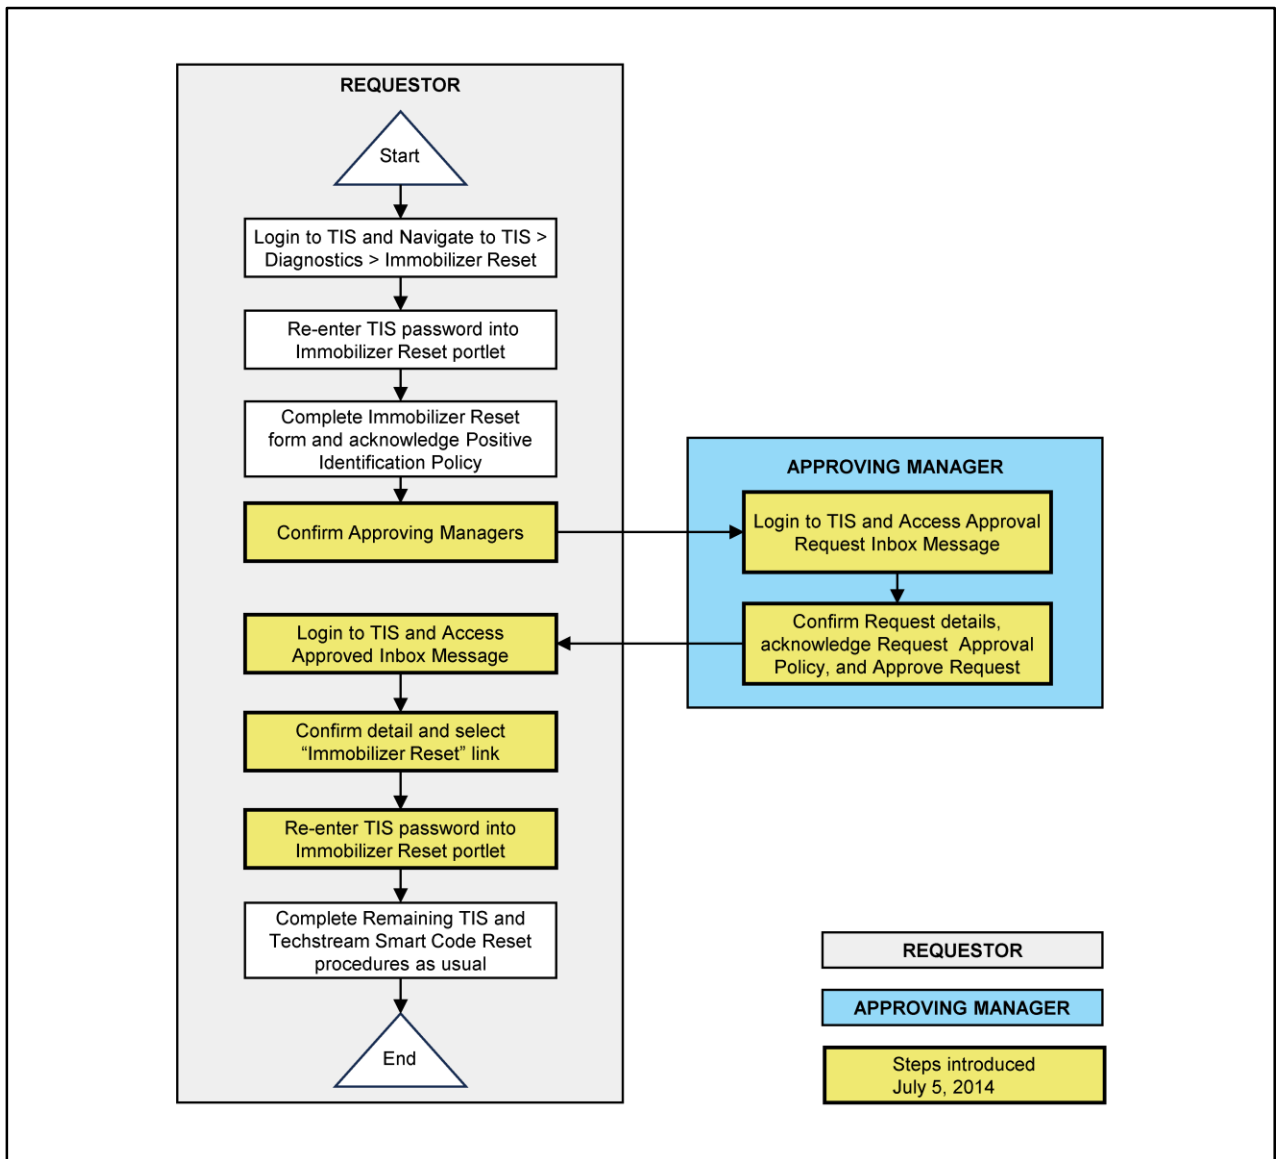 REQUESTOR
Start
Login to TIS and Navigate to TIS >
Diagnostics > Immobilizer Reset
Re-enter TIS password into
Immobilizer Reset portlet
Complete Immobilizer Reset
form and acknowledge Positive
Identification Policy
Confirm Approving Managers
APPROVING MANAGER
Login to TIS and Access Approval
Request Inbox Message
Confirm Request details,
acknowledge Request Approval
Policy, and Approve Request
Login to TIS and Access
Approved Inbox Message
Confirm detail and select
“Immobilizer Reset” link
Re-enter TIS password into
Immobilizer Reset portlet
Complete Remaining TIS and
Techstream Smart Code Reset
procedures as usual
End
REQUESTOR
APPROVING MANAGER
Steps introduced
July 5, 2014